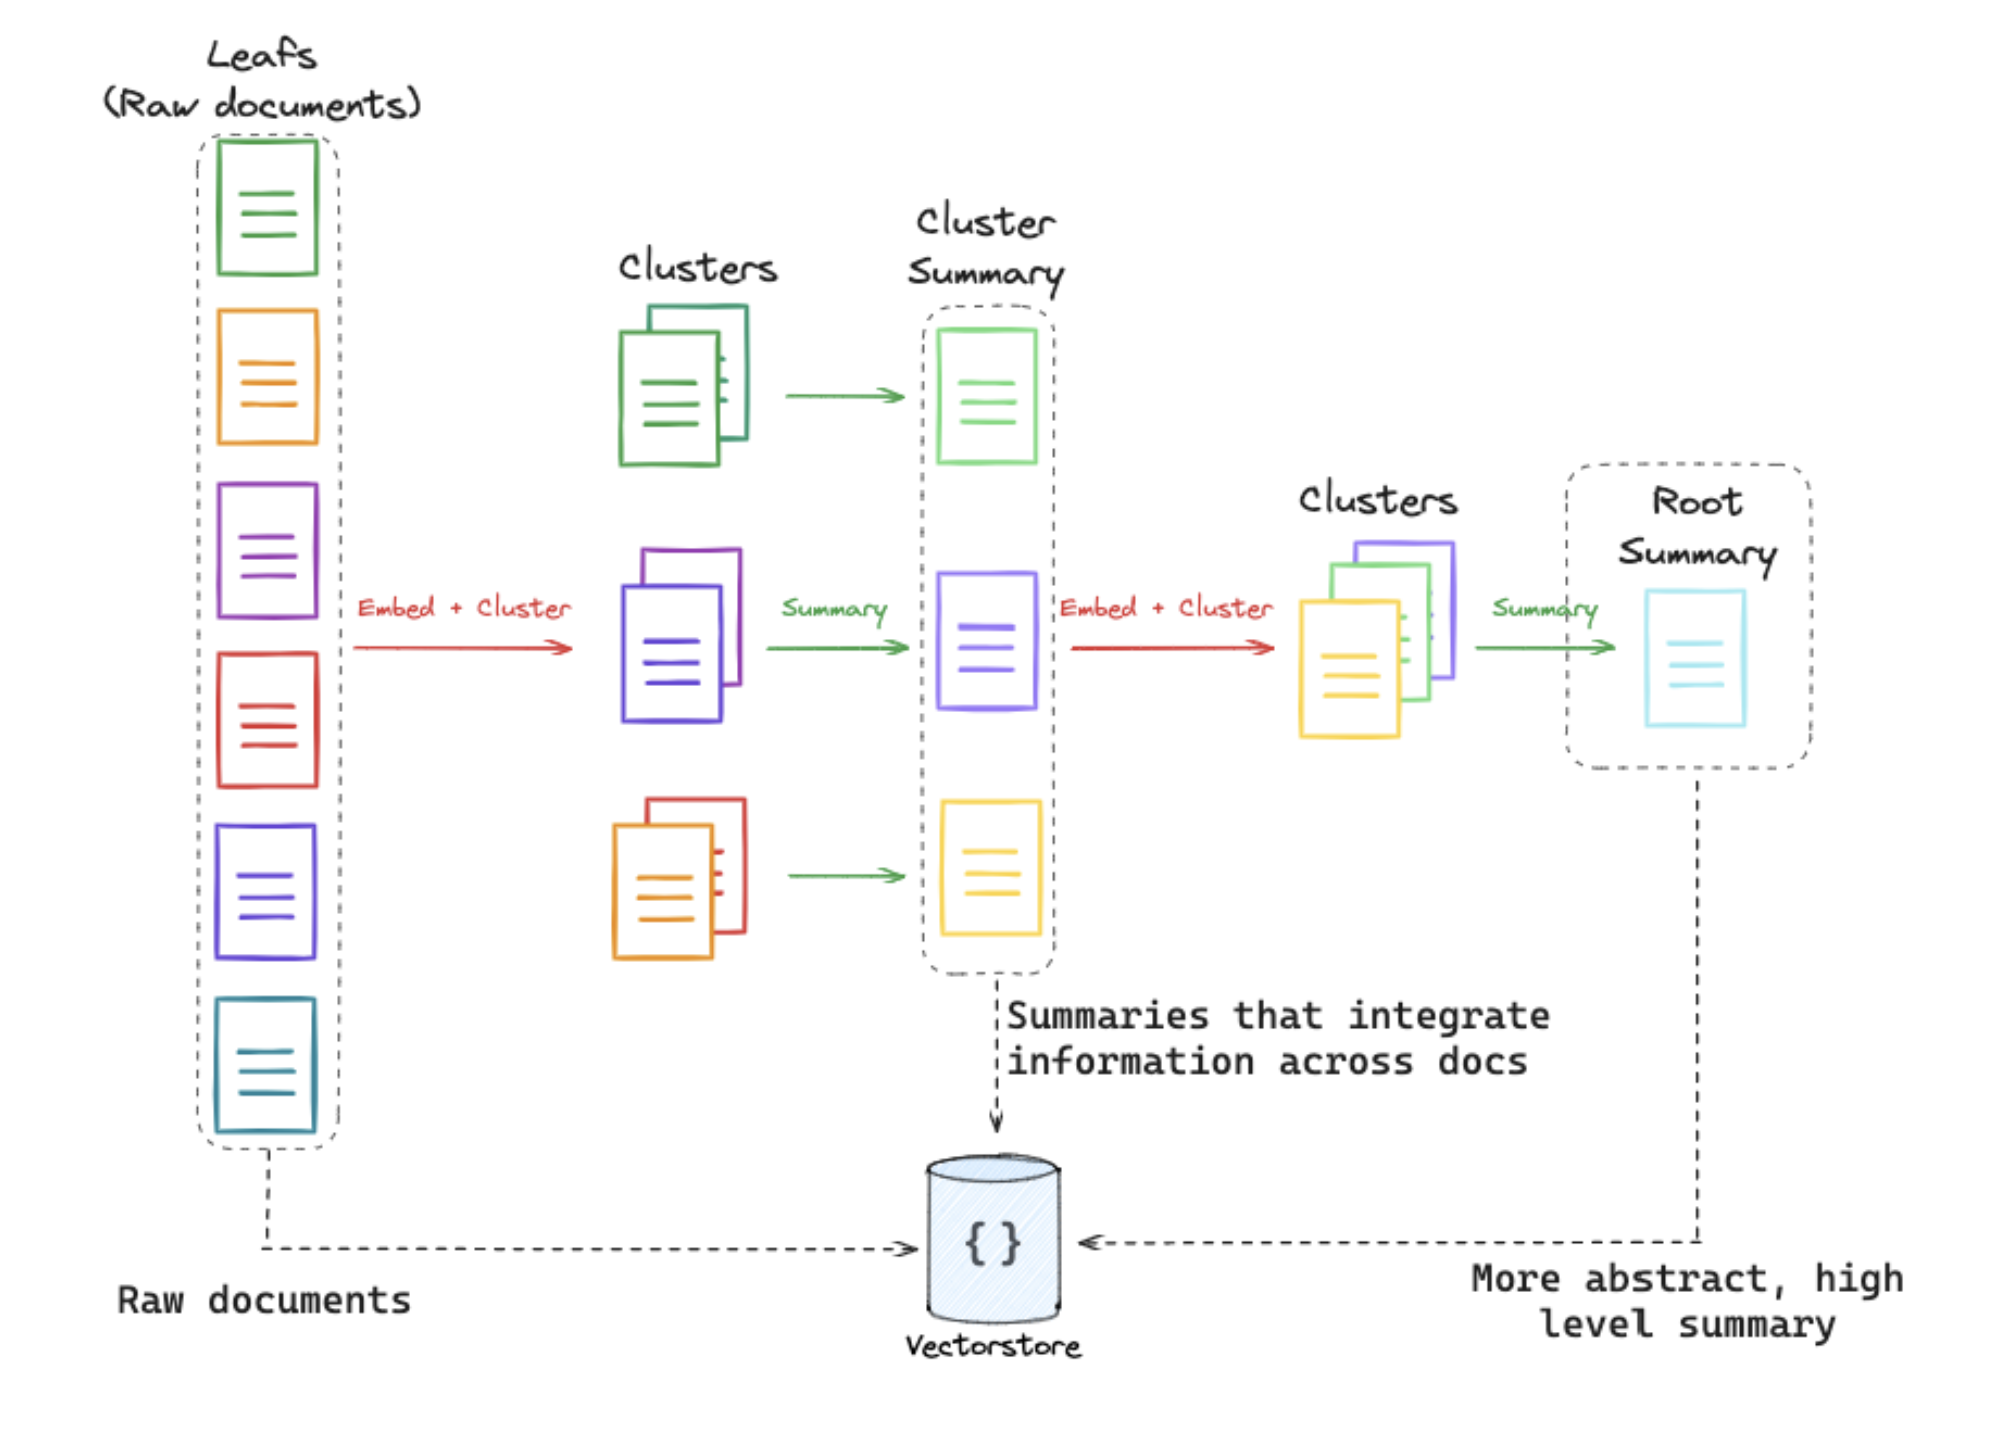 Leafs
(Raw documents)
Clusters
Cluster
Summary
Embed + Cluster
Summary
Embed + Cluster
Clusters
Summary
Root
Summary
Summaries that integrate
information across docs
{}
Vectorstore
Raw documents
More abstract, high
level summary